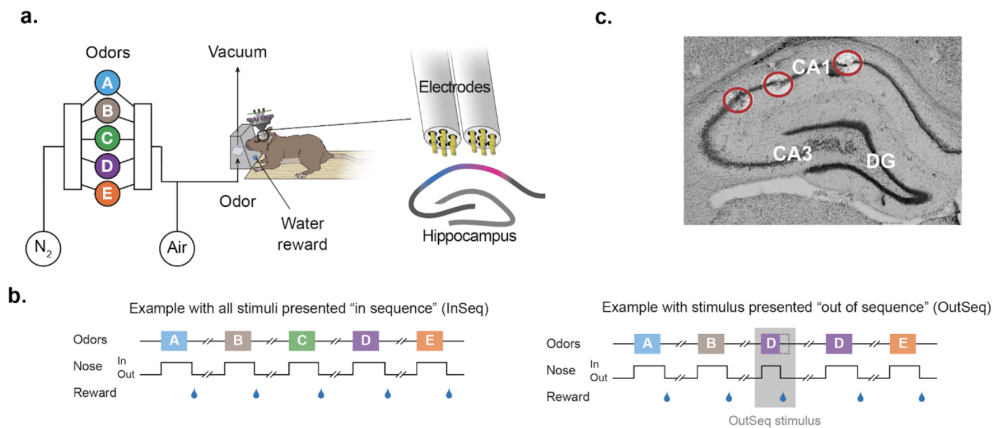 a.
Odors
A
B
C
D
E
N2
Air
Vacuum
Odor
Water
reward
Electrodes
Hippocampus
c.
CA1
CA3
DG
b.
Example with all stimuli presented “in sequence” (InSeq)
Odors A B C D E
Nose In
Out
Reward
Example with stimulus presented “out of sequence” (OutSeq)
Odors A B D D E
Nose In
Out
Reward
OutSeq stimulus